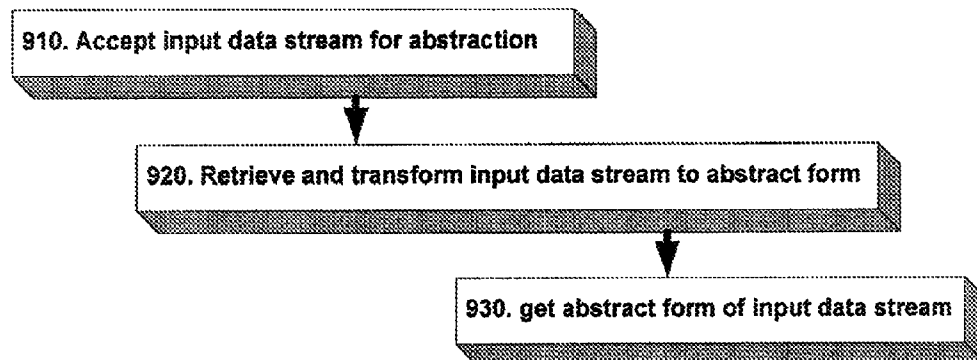 910. Accept input data stream for abstraction
920. Retrieve and transform input data stream to abstract form
930. get abstract form of input data stream